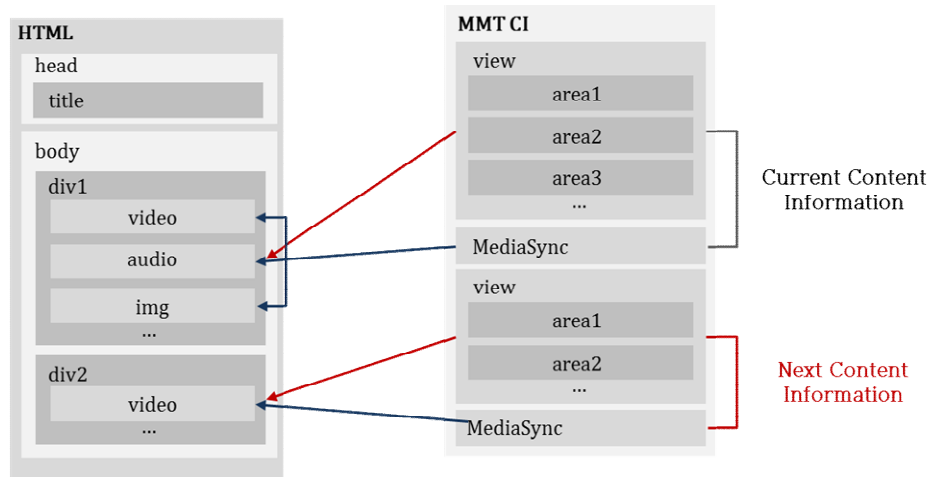 HTML
head
title
body
div1
video
audio
img
...
div2
video
...
MMT CI
view
area1
area2
area3
...
MediaSync
view
area1
area2
...
MediaSync
Current Content
Information
Next Content
Information